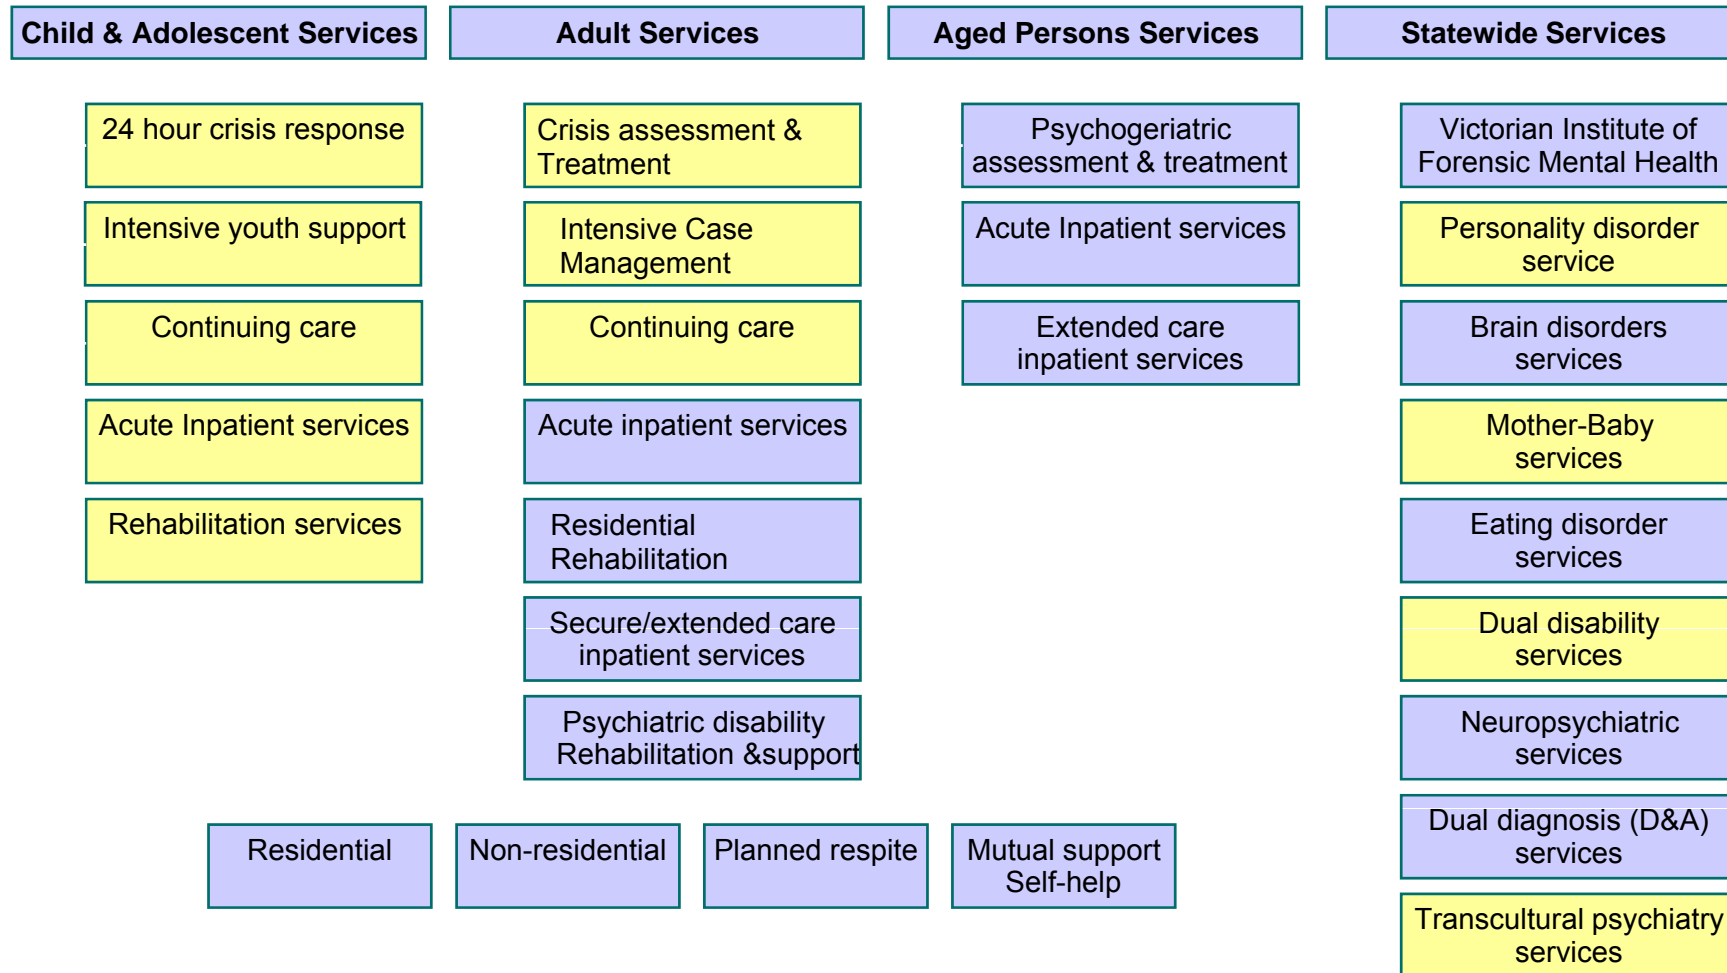 Child & Adolescent Services
Adult Services
Aged Persons Services
Statewide Services
24 hour crisis response
Intensive youth support
Continuing care
Acute Inpatient services
Rehabilitation services
Crisis assessment &
Treatment
Intensive Case
Management
Continuing care
Acute inpatient services
Residential
Rehabilitation
Secure/extended care
inpatient services
Psychiatric disability
Rehabilitation &support
Psychogeriatric
assessment & treatment
Acute Inpatient services
Extended care
inpatient services
Victorian Institute of
Forensic Mental Health
Personality disorder
service
Brain disorders
services
Mother-Baby
services
Eating disorder
services
Dual disability
services
Neuropsychiatric
services
Dual diagnosis (D&A)
services
Transcultural psychiatry
services
Residential
Non-residential
Planned respite
Mutual support
Self-help